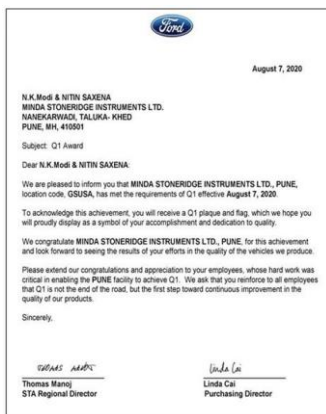 Ford
August 7, 2020
N.K.Modi & NITIN SAXENA
MINDA STONERIDGE INSTRUMENTS LTD.
NANEKARWADI, TALUKA- KHED
PUNE, MH, 410501
Subject: Q1 Award
Dear N.K.Modi & NITIN SAXENA:
We are pleased to inform you that MINDA STONERIDGE INSTRUMENTS LTD., PUNE,
location code, GSUSA, has met the requirements of Q1 effective August 7, 2020.
To acknowledge this achievement, you will receive a Q1 plaque and flag, which we hope you
will proudly display as a symbol of your accomplishment and dedication to quality.
We congratulate MINDA STONERIDGE INSTRUMENTS LTD., PUNE, for this achievement
and look forward to seeing the results of your efforts in the quality of the vehicles we produce.
Please extend our congratulations and appreciation to your employees, whose hard work was
critical in enabling the PUNE facility to achieve Q1. We ask that you reinforce to all employees
that Q1 is not the end of the road, but the first step toward continuous improvement in the
quality of our products.
Sincerely,
Linda Cai
Thomas Manoj Linda Cai
STA Regional Director Purchasing Director